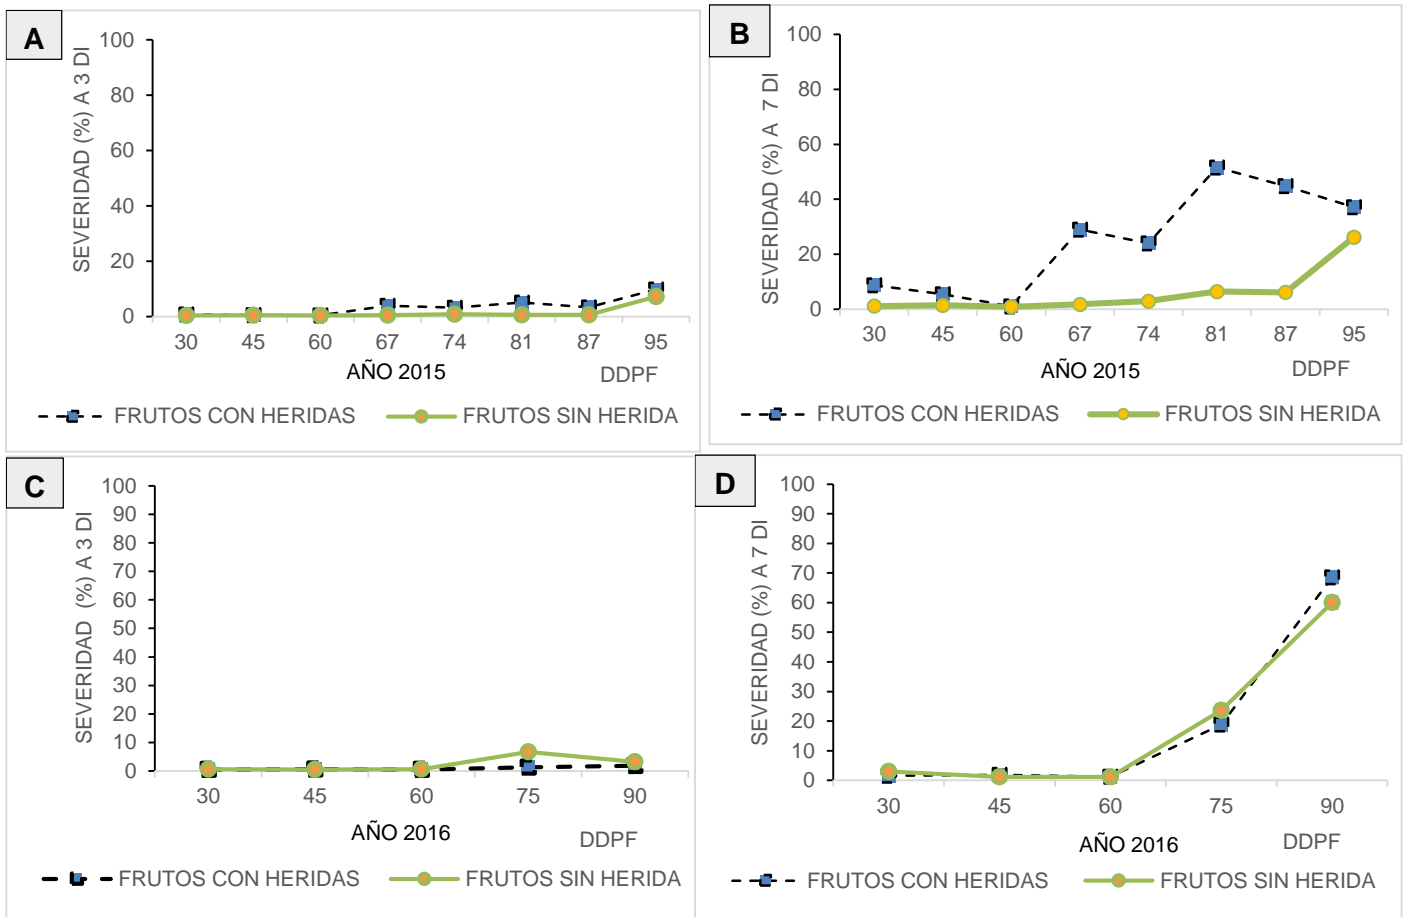 A
SEVERIDAD (%) A 3 DI
100
80
60
40
20
0
30 45 60 67 74 81 87 95
AÑO 2015
DDPF
FRUTOS CON HERIDAS FRUTOS SIN HERIDA
B
SEVERIDAD (%) A 7 DI
100
80
60
40
20
0
30 45 60 67 74 81 87 95
AÑO 2015
DDPF
FRUTOS CON HERIDAS FRUTOS SIN HERIDA
C
SEVERIDAD (%) A 3 DI
100
90
80
70
60
50
40
30
20
10
0
30 45 60 75 90
AÑO 2016
DDPF
FRUTOS CON HERIDAS FRUTOS SIN HERIDA
D
SEVERIDAD (%) A 7 DI
100
90
80
70
60
50
40
30
20
10
0
30 45 60 75 90
AÑO 2016
DDPF
FRUTOS CON HERIDAS FRUTOS SIN HERIDA